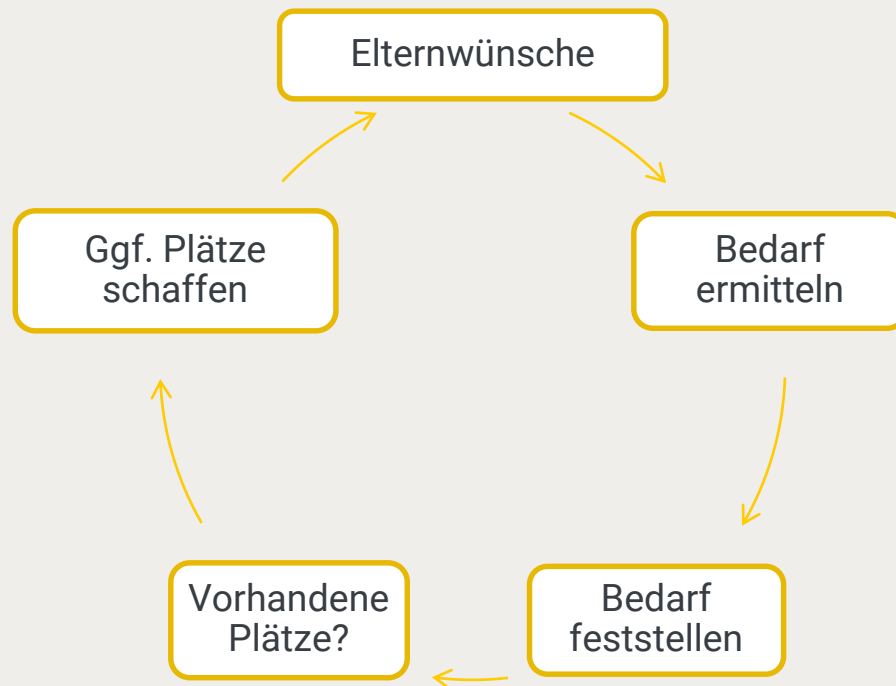 Elternwünsche
Bedarf
ermitteln
Bedarf
feststellen
Vorhandene
Plätze?
Ggf. Plätze
schaffen